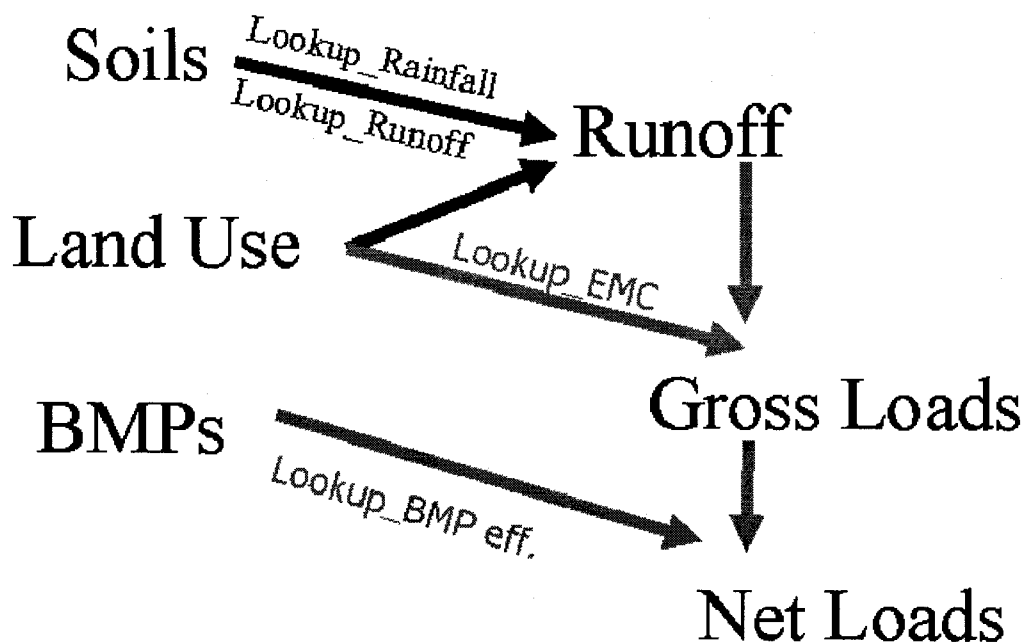 Soils
Lookup_Rainfall
Lookup_Runoff
Runoff
Land Use
Lookup_EMC
Gross Loads
BMPs
Lookup_BMP eff.
Net Loads